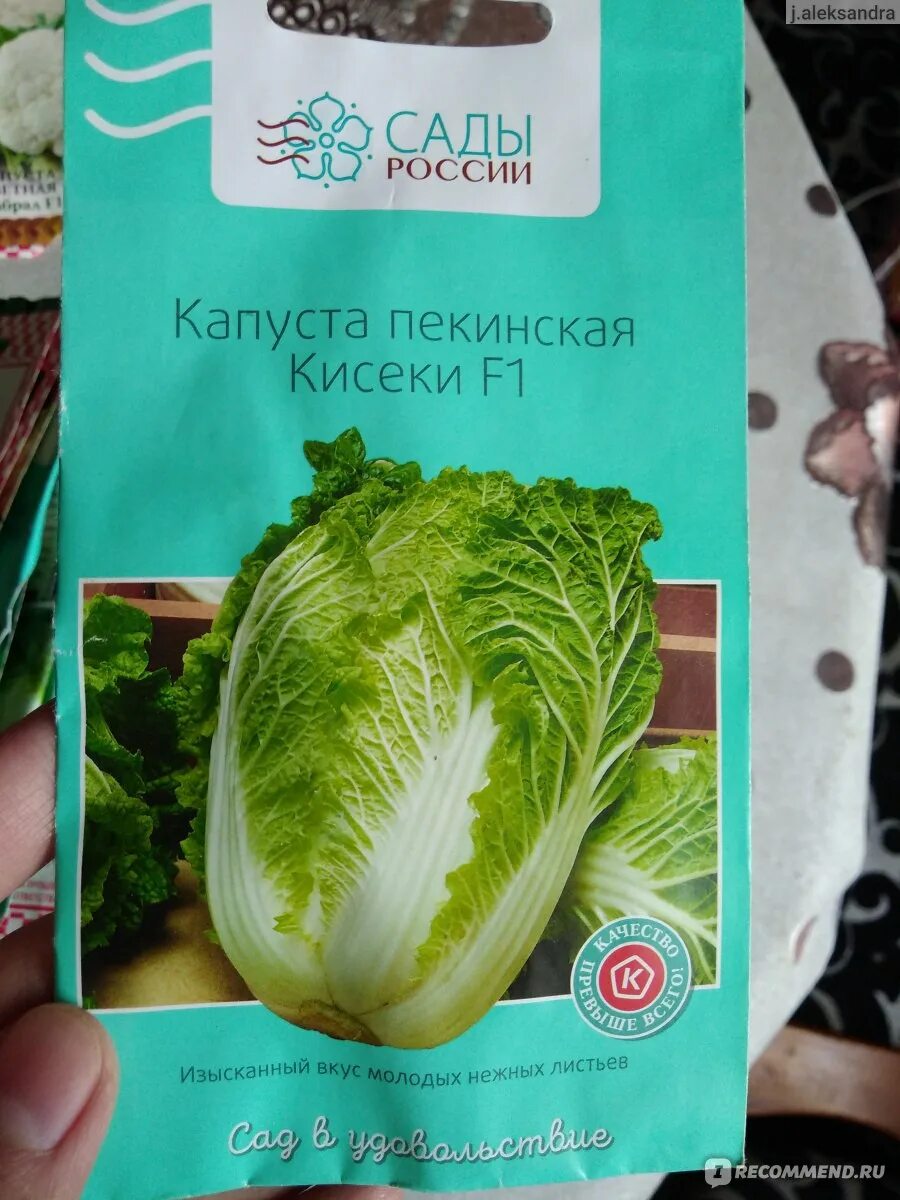 j.aleksandra
САДЫ
РОССИИ
Капуста пекинская
Кисеки F1
КАЧЕСТВО
ПРЕВЫШЕ ВСЕГО!
К
Изысканный вкус молодых нежных листьев
Сад в удовольствие
RECOMMEND.RU